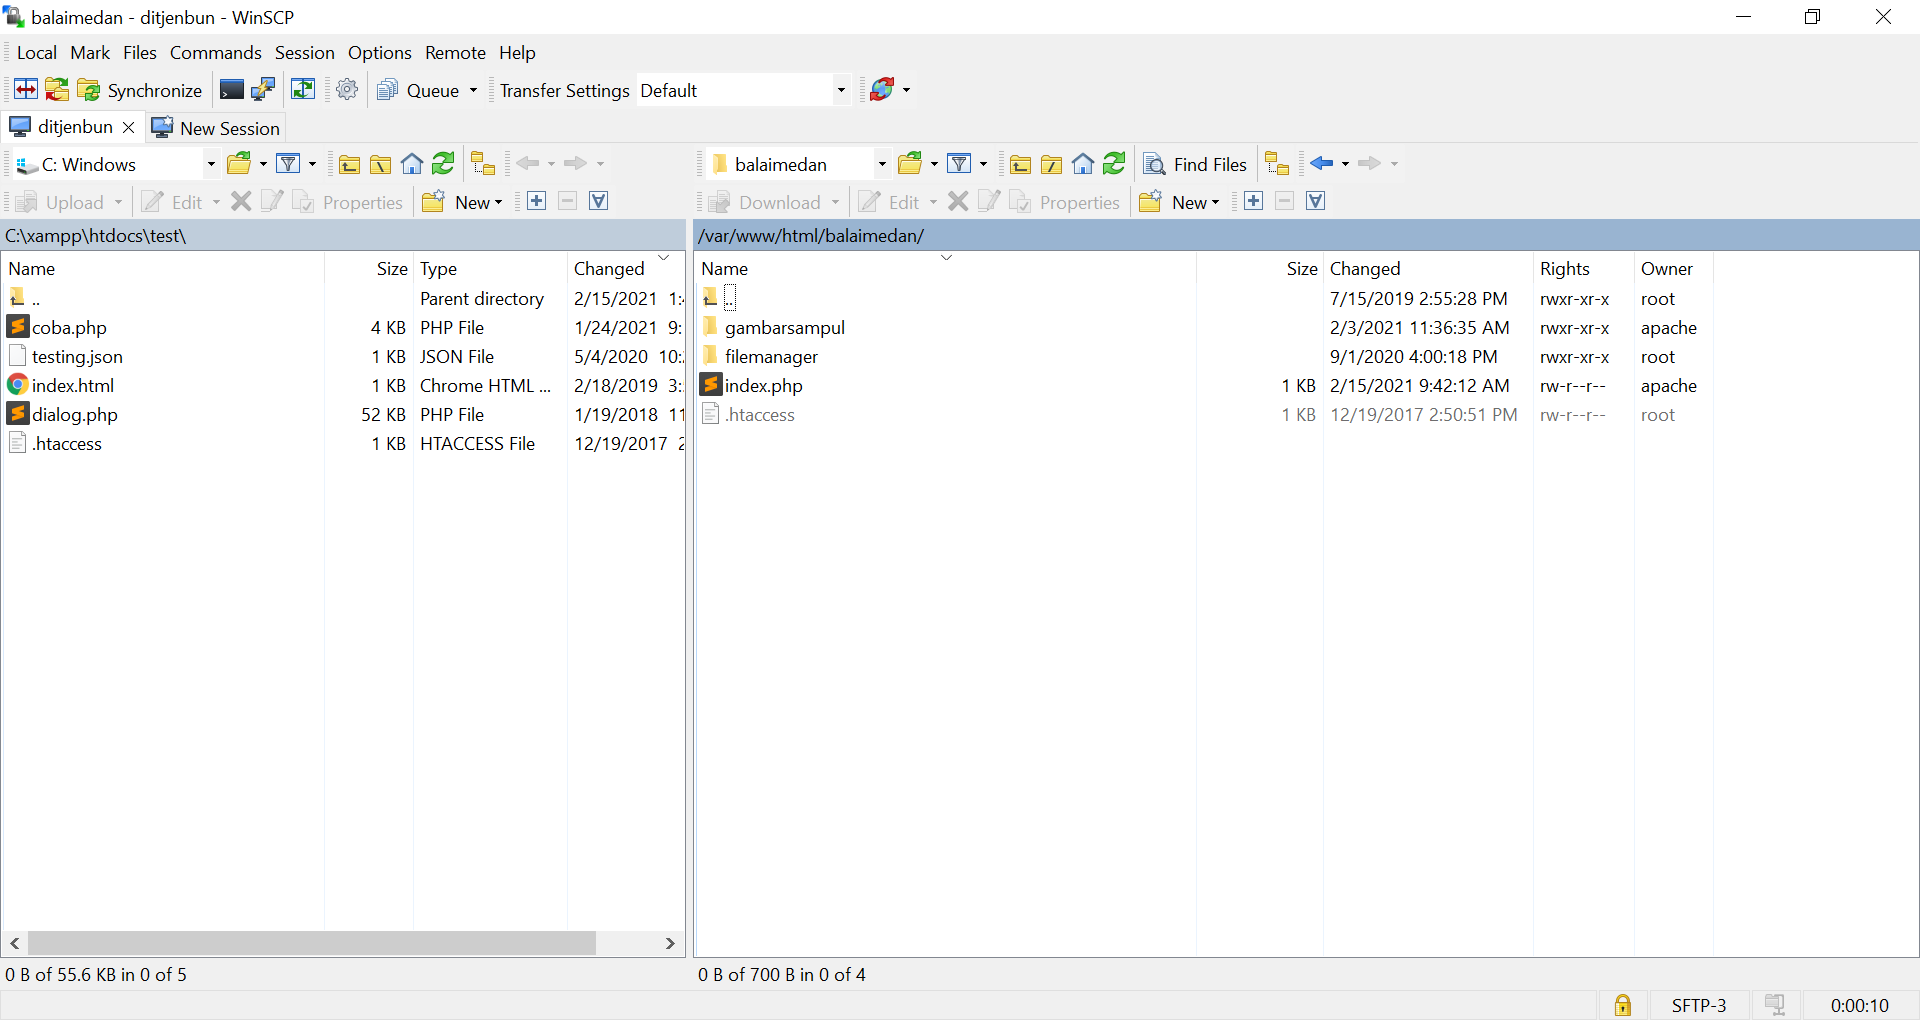 balaimedan - ditjenbun - WinSCP
Local Mark Files Commands Session Options Remote Help
Synchronize Queue Transfer Settings Default
ditjenbun New Session
C: Windows balaimedan Find Files
Upload Edit Properties New Download Edit Properties New
C:\xampp\htdocs\test\ /var/www/html/balaimedan/
Name Size Type Changed Name Size Changed Rights Owner
.. Parent directory 2/15/2021 1: .. 7/15/2019 2:55:28 PM rwxr-xr-x root
coba.php 4 KB PHP File 1/24/2021 9: gambarsampul 2/3/2021 11:36:35 AM rwxr-xr-x apache
testing.json 1 KB JSON File 5/4/2020 10: filemanager 9/1/2020 4:00:18 PM rwxr-xr-x root
index.html 1 KB Chrome HTML ... 2/18/2019 3: index.php 1 KB 2/15/2021 9:42:12 AM rw-r--r-- apache
dialog.php 52 KB PHP File 1/19/2018 11 .htaccess 1 KB 12/19/2017 2:50:51 PM rw-r--r-- root
.htaccess 1 KB HTACCESS File 12/19/2017 2
0 B of 55.6 KB in 0 of 5 0 B of 700 B in 0 of 4
SFTP-3 0:00:10